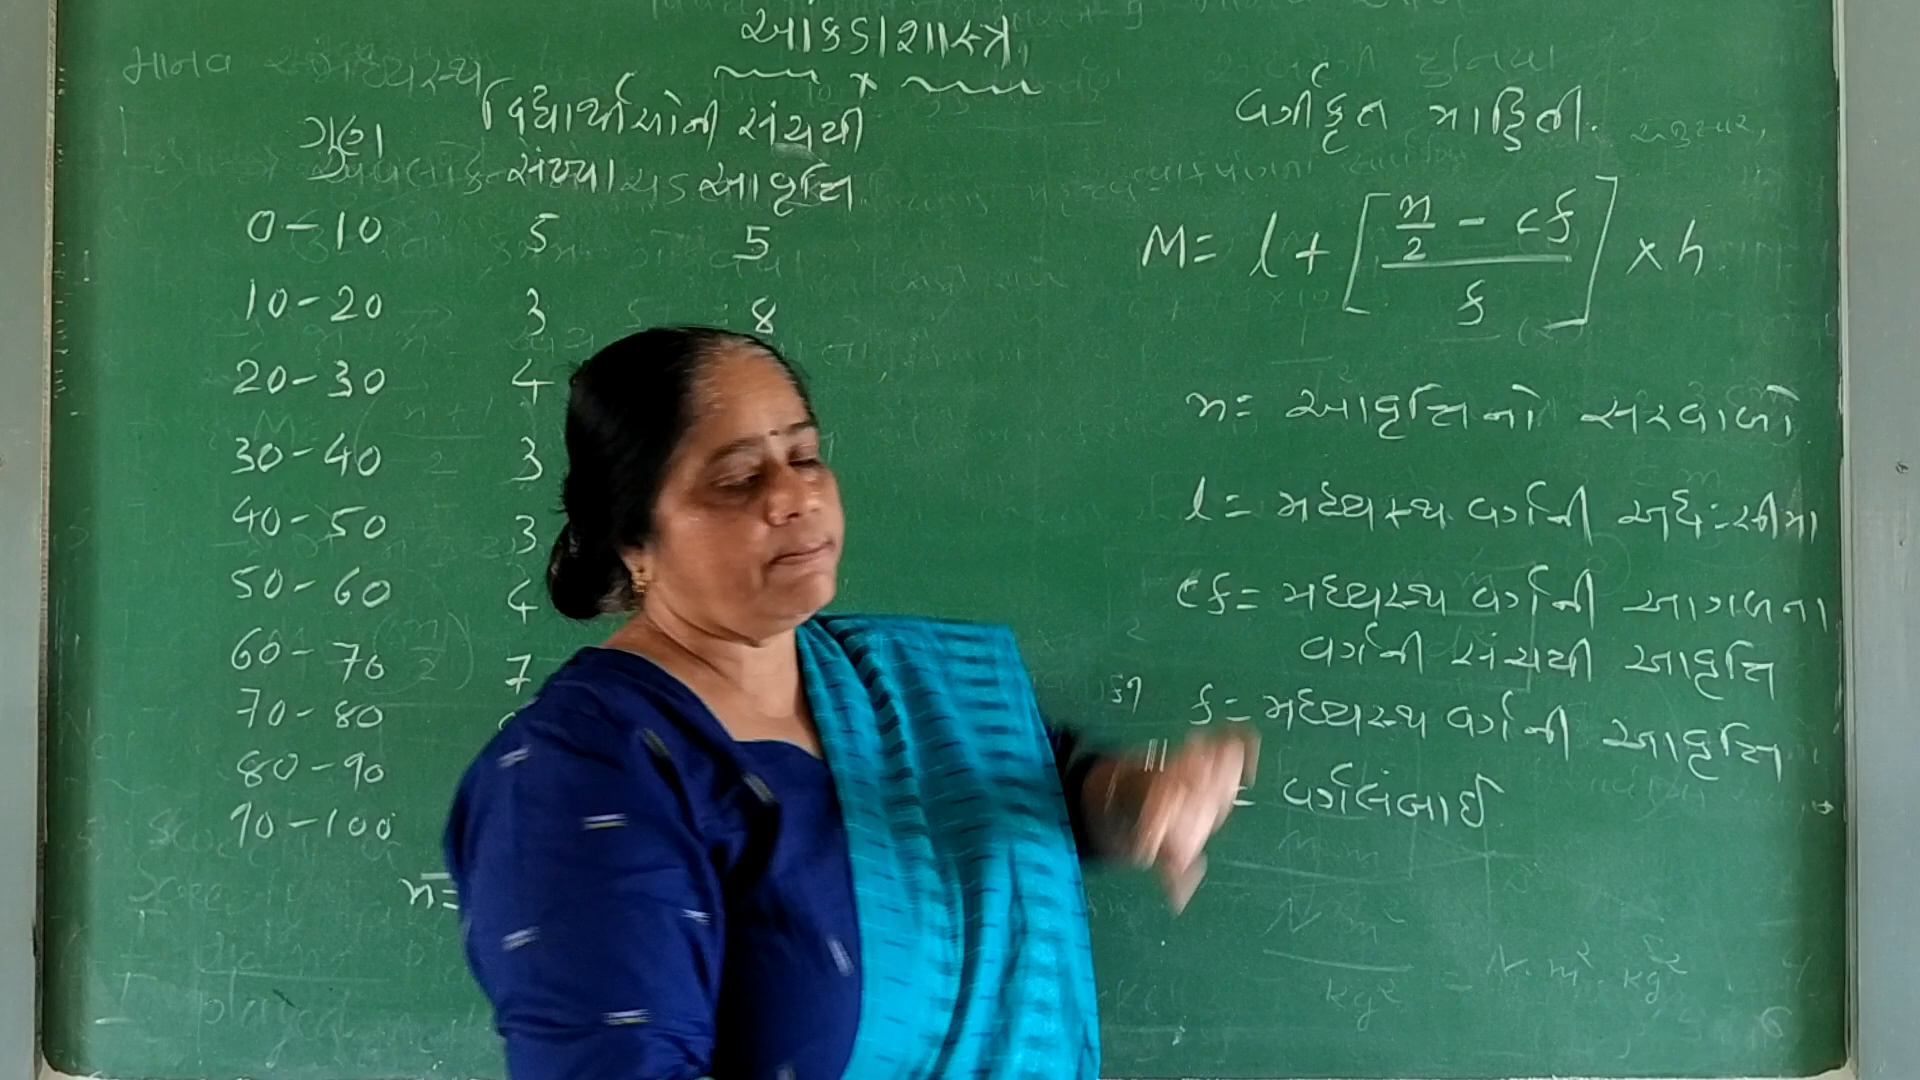 આંકડાશાસ્ત્ર
ગુણ વિદ્યાર્થીઓની સંખ્યા સંચયી આવૃત્તિ
0-10 5 5
10-20 3 8
20-30 4
30-40 3
40-50 3
50-60 4
60-70 7
70-80
80-90
90-100
n=
વર્ગીકૃત માહિતી.
M = l + [ (n/2 - cf) / f ] × h
n = આવૃત્તિનો સરવાળો
l = મધ્યસ્થ વર્ગની અધઃસીમા
cf = મધ્યસ્થ વર્ગની આગળના
વર્ગની સંચયી આવૃત્તિ
f = મધ્યસ્થ વર્ગની આવૃત્તિ
= વર્ગલંબાઈ